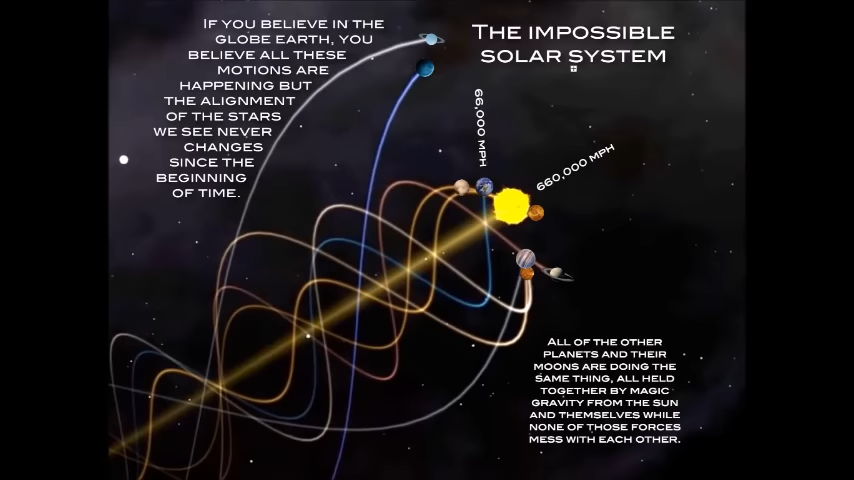 IF YOU BELIEVE IN THE
GLOBE EARTH, YOU
BELIEVE ALL THESE
MOTIONS ARE
HAPPENING BUT
THE ALIGNMENT
OF THE STARS
WE SEE NEVER
CHANGES
SINCE THE
BEGINNING
OF TIME.
THE IMPOSSIBLE
SOLAR SYSTEM
66,000 MPH
660,000 MPH
ALL OF THE OTHER
PLANETS AND THEIR
MOONS ARE DOING THE
SAME THING, ALL HELD
TOGETHER BY MAGIC
GRAVITY FROM THE SUN
AND THEMSELVES WHILE
NONE OF THOSE FORCES
MESS WITH EACH OTHER.